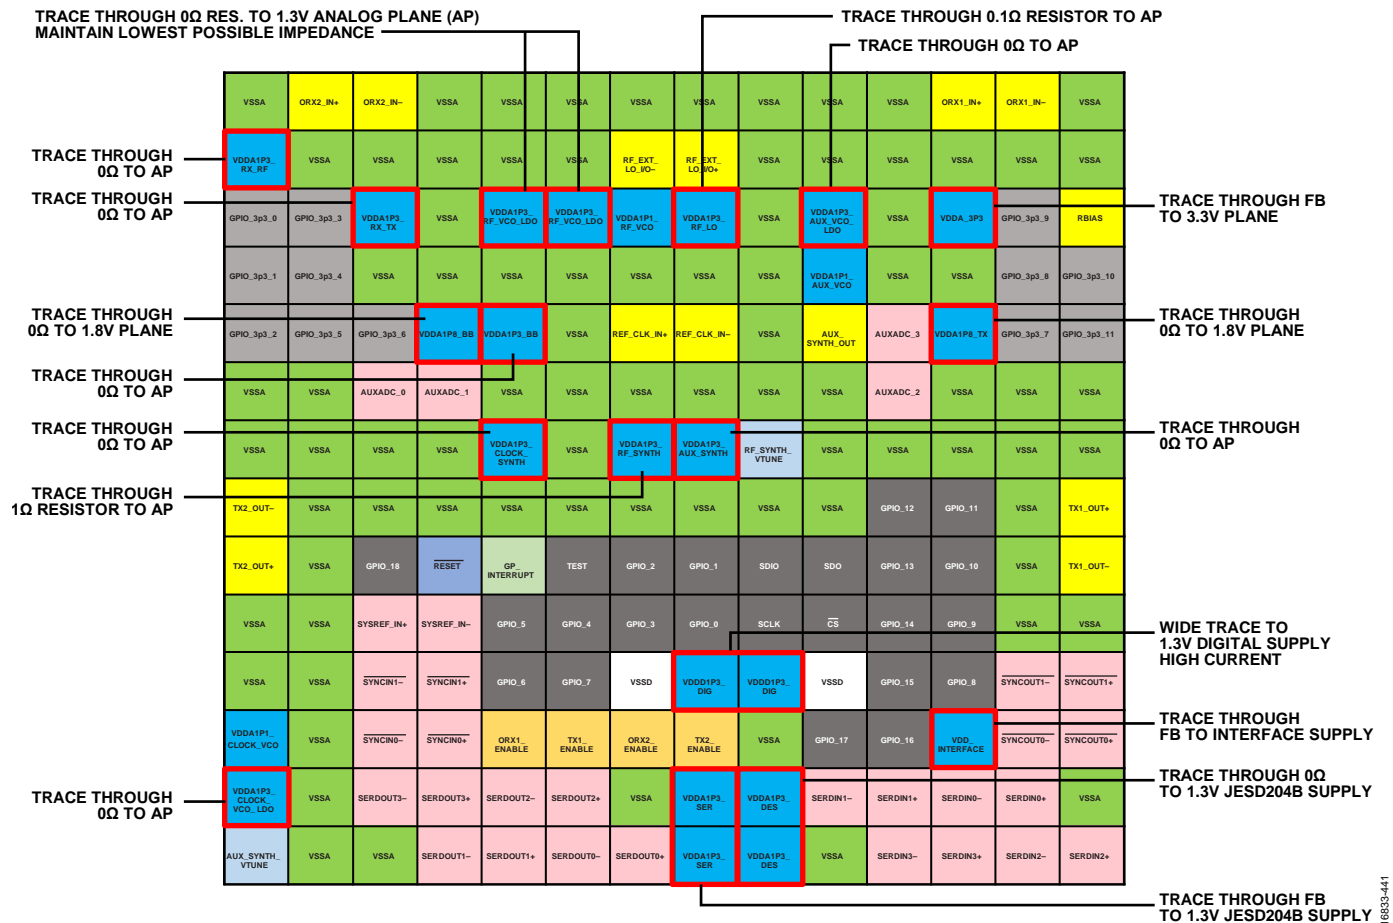 TRACE THROUGH 0Ω RES. TO 1.3V ANALOG PLANE (AP)
MAINTAIN LOWEST POSSIBLE IMPEDANCE
TRACE THROUGH 0.1Ω RESISTOR TO AP
TRACE THROUGH 0Ω TO AP
VSSA ORX2_IN+ ORX2_IN− VSSA VSSA VSSA VSSA VSSA VSSA VSSA VSSA ORX1_IN+ ORX1_IN− VSSA
TRACE THROUGH
0Ω TO AP
VDDA1P3_
RX_RF
VSSA VSSA VSSA VSSA VSSA
RF_EXT_
LO_I/O−
RF_EXT_
LO_I/O+
VSSA VSSA VSSA VSSA VSSA VSSA
TRACE THROUGH
0Ω TO AP
GPIO_3p3_0 GPIO_3p3_3
VDDA1P3_
RX_TX
VSSA
VDDA1P3_
RF_VCO_LDO
VDDA1P3_
RF_VCO_LDO
VDDA1P1_
RF_VCO
VDDA1P3_
RF_LO
VSSA
VDDA1P3_
AUX_VCO_
LDO
VSSA VDDA_3P3 GPIO_3p3_9 RBIAS
TRACE THROUGH FB
TO 3.3V PLANE
GPIO_3p3_1 GPIO_3p3_4 VSSA VSSA VSSA VSSA VSSA VSSA VSSA
VDDA1P1_
AUX_VCO
VSSA VSSA GPIO_3p3_8 GPIO_3p3_10
TRACE THROUGH
0Ω TO 1.8V PLANE
GPIO_3p3_2 GPIO_3p3_5 GPIO_3p3_6 VDDA1P8_BB VDDA1P3_BB VSSA REF_CLK_IN+ REF_CLK_IN− VSSA
AUX_
SYNTH_OUT
AUXADC_3 VDDA1P8_TX GPIO_3p3_7 GPIO_3p3_11
TRACE THROUGH
0Ω TO 1.8V PLANE
TRACE THROUGH
0Ω TO AP
VSSA VSSA AUXADC_0 AUXADC_1 VSSA VSSA VSSA VSSA VSSA VSSA AUXADC_2 VSSA VSSA VSSA
TRACE THROUGH
0Ω TO AP
VSSA VSSA VSSA VSSA
VDDA1P3_
CLOCK_
SYNTH
VSSA
VDDA1P3_
RF_SYNTH
VDDA1P3_
AUX_SYNTH
RF_SYNTH_
VTUNE
VSSA VSSA VSSA VSSA VSSA
TRACE THROUGH
0Ω TO AP
TRACE THROUGH
1Ω RESISTOR TO AP
TX2_OUT− VSSA VSSA VSSA VSSA VSSA VSSA VSSA VSSA VSSA GPIO_12 GPIO_11 VSSA TX1_OUT+
TX2_OUT+ VSSA GPIO_18 RESET
GP_
INTERRUPT
TEST GPIO_2 GPIO_1 SDIO SDO GPIO_13 GPIO_10 VSSA TX1_OUT−
VSSA VSSA SYSREF_IN+ SYSREF_IN− GPIO_5 GPIO_4 GPIO_3 GPIO_0 SCLK CS GPIO_14 GPIO_9 VSSA VSSA
WIDE TRACE TO
1.3V DIGITAL SUPPLY
HIGH CURRENT
VSSA VSSA SYNCIN1− SYNCIN1+ GPIO_6 GPIO_7 VSSD
VDDD1P3_
DIG
VDDD1P3_
DIG
VSSD GPIO_15 GPIO_8 SYNCOUT1− SYNCOUT1+
VDDA1P1_
CLOCK_VCO
VSSA SYNCIN0− SYNCIN0+
ORX1_
ENABLE
TX1_
ENABLE
ORX2_
ENABLE
TX2_
ENABLE
VSSA GPIO_17 GPIO_16
VDD_
INTERFACE
SYNCOUT0− SYNCOUT0+
TRACE THROUGH
FB TO INTERFACE SUPPLY
TRACE THROUGH
0Ω TO AP
VDDA1P3_
CLOCK_
VCO_LDO
VSSA SERDOUT3− SERDOUT3+ SERDOUT2− SERDOUT2+ VSSA
VDDA1P3_
SER
VDDA1P3_
DES
SERDIN1− SERDIN1+ SERDIN0− SERDIN0+ VSSA
TRACE THROUGH 0Ω
TO 1.3V JESD204B SUPPLY
AUX_SYNTH_
VTUNE
VSSA VSSA SERDOUT1− SERDOUT1+ SERDOUT0− SERDOUT0+
VDDA1P3_
SER
VDDA1P3_
DES
VSSA SERDIN3− SERDIN3+ SERDIN2− SERDIN2+
TRACE THROUGH FB
TO 1.3V JESD204B SUPPLY
16833-441